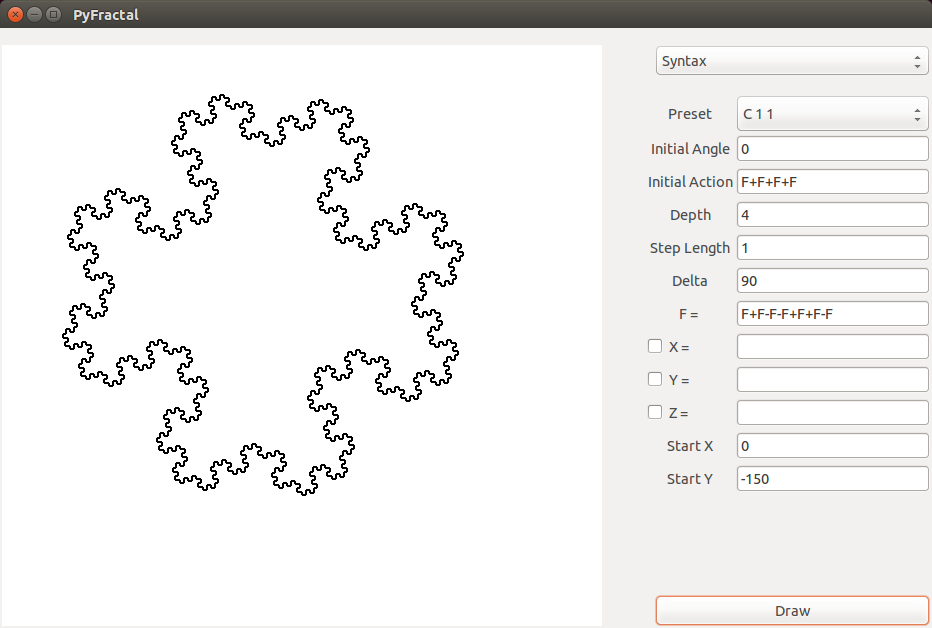 PyFractal
Syntax
Preset C 1 1
Initial Angle 0
Initial Action F+F+F+F
Depth 4
Step Length 1
Delta 90
F = F+F-F-F+F+F-F
X =
Y =
Z =
Start X 0
Start Y -150
Draw